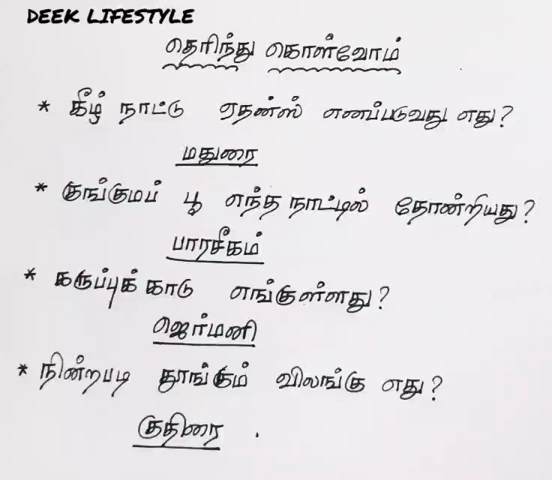 DEEK LIFESTYLE
தெரிந்து கொள்வோம்
* கீழ் நாட்டு ஏதன்ஸ் எனப்படுவது எது?
மதுரை
* குங்குமப் பூ எந்த நாட்டில் தோன்றியது?
பாரசீகம்
* கருப்புக் காடு எங்குள்ளது?
ஜெர்மனி
* நின்றபடி தூங்கும் விலங்கு எது?
குதிரை.